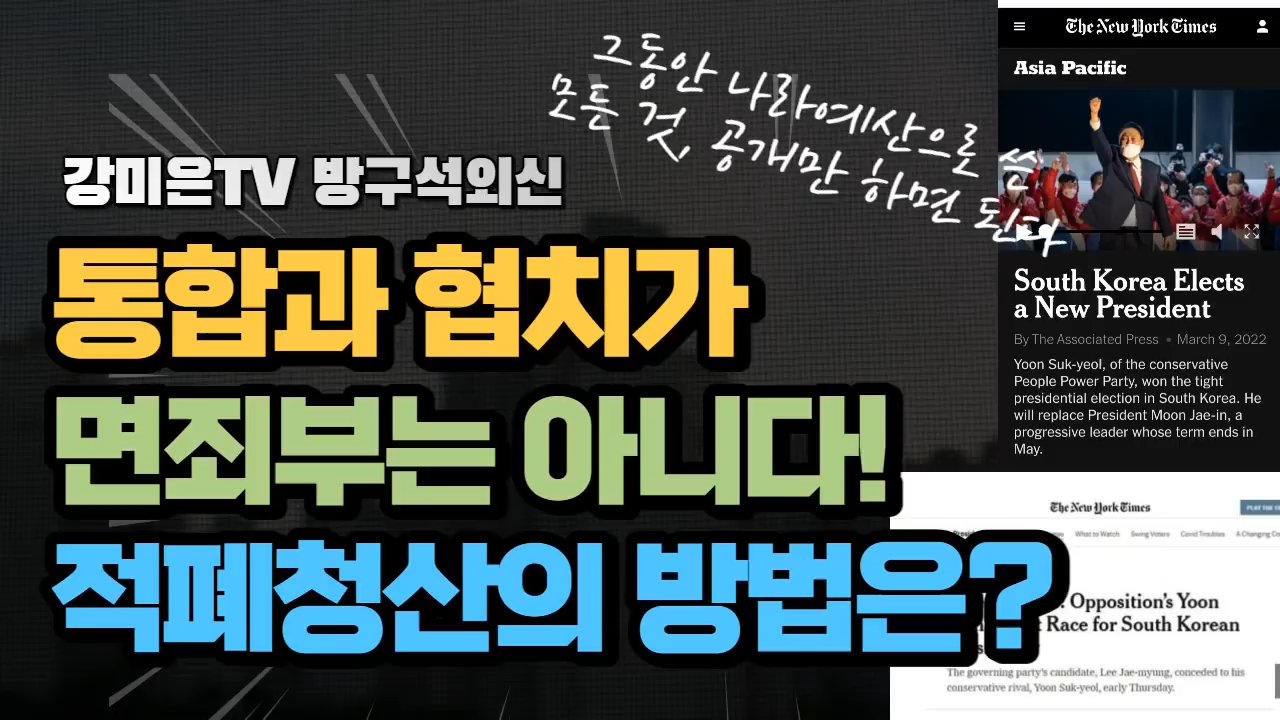 그동안 나라예산으로 쓴
모든 것, 공개만 하면 된다
강미은TV 방구석외신
통합과 협치가
면죄부는 아니다!
적폐청산의 방법은?
The New York Times
Asia Pacific
South Korea Elects
a New President
By The Associated Press • March 9, 2022
Yoon Suk-yeol, of the conservative
People Power Party, won the tight
presidential election in South Korea. He
will replace President Moon Jae-in, a
progressive leader whose term ends in
May.
The New York Times
What to Watch Swing Voters Covid Troubles A Changing
Opposition's Yoon
Race for South Korean
The governing party's candidate, Lee Jae-myung, conceded to his
conservative rival, Yoon Suk-yeol, early Thursday.